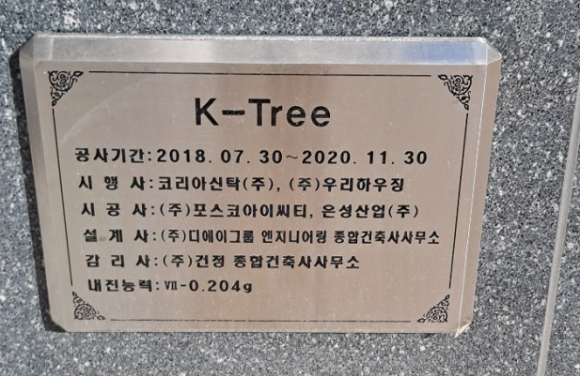 K-Tree
공사기간:2018. 07. 30~2020. 11. 30
시 행 사:코리아신탁(주), (주)우리하우징
시 공 사:(주)포스코아이씨티, 온성산업(주)
설 계 사:(주)디에이그룹 엔지니어링 종합건축사사무소
감 리 사:(주)건정 종합건축사사무소
내진능력:Ⅶ-0.204g